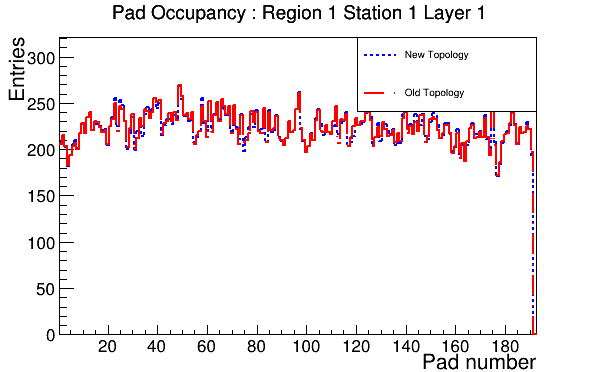 Pad Occupancy : Region 1 Station 1 Layer 1
Entries
300
250
200
150
100
50
0
New Topology
Old Topology
20 40 60 80 100 120 140 160 180
Pad number